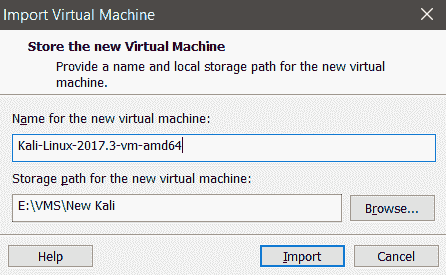 Import Virtual Machine
Store the new Virtual Machine
Provide a name and local storage path for the new virtual
machine.
Name for the new virtual machine:
Kali-Linux-2017.3-vm-amd64
Storage path for the new virtual machine:
E:\VMS\New Kali
Browse...
Help
Import
Cancel